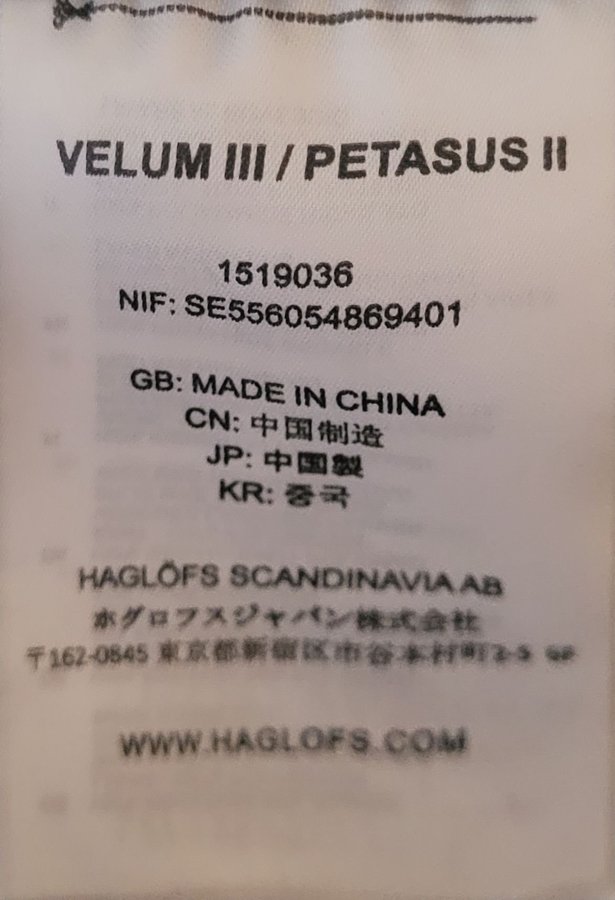 VELUM III / PETASUS II
1519036
NIF: SE556054869401
GB: MADE IN CHINA
CN: 中国制造
JP: 中国製
KR: 중국
HAGLÖFS SCANDINAVIA AB
ホグロフスジャパン株式会社
〒162-0845 東京都新宿区市谷本村町
WWW.HAGLOFS.COM